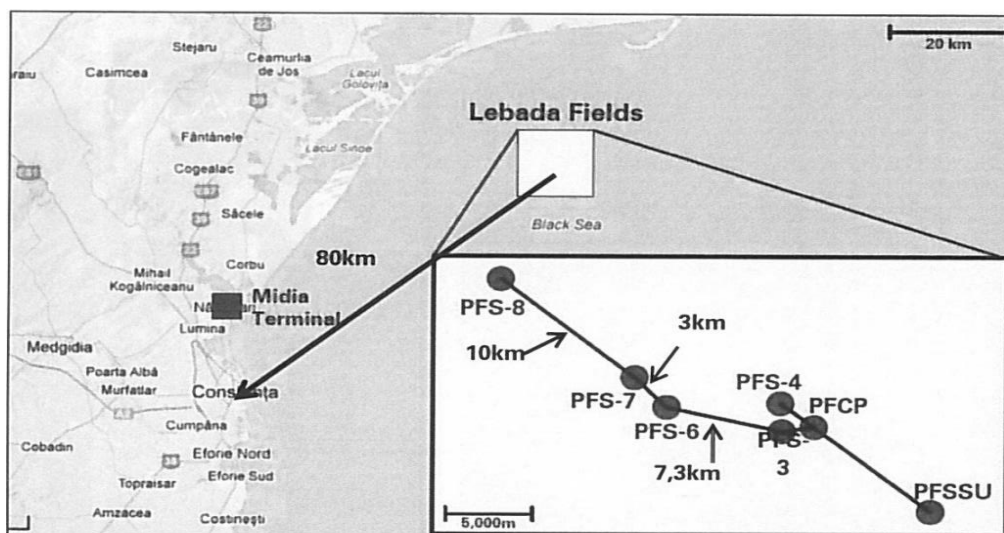 Stejaru
Ceamurlia
de Jos
20 km
Casimcea
Lacul
Golovița
Lebada Fields
Fântânele
Lacul Sinoe
Cogealac
Săcele
Black Sea
80km
Corbu
Mihail
Kogălniceanu
Midia
Terminal
Lumina
Medgidia
Poarta Albă
Murfatlar
Constanța
Cumpăna
Cobadin
Eforie Nord
Eforie Sud
Topraisar
Amzacea
Costinești
PFS-8
3km
10km
PFS-7
PFS-4
PFCP
PFS-6
PFS-
3
7,3km
PFSSU
5,000m